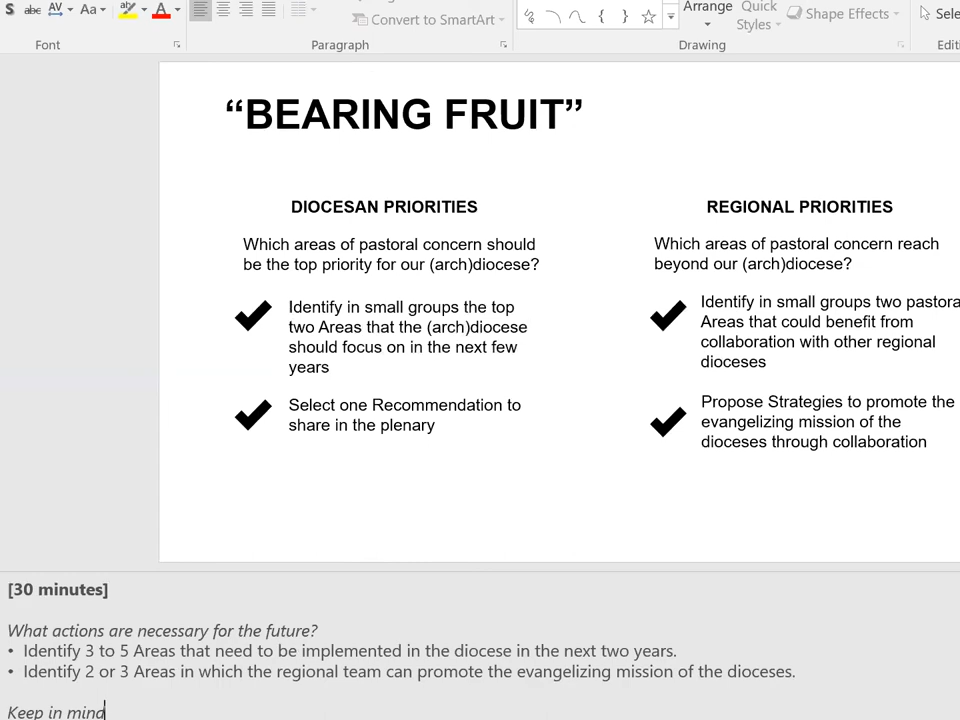 S abc AV Aa ab A
Convert to SmartArt
Arrange
Quick
Styles
Shape Effects
Font
Paragraph
Drawing
“BEARING FRUIT”
DIOCESAN PRIORITIES
Which areas of pastoral concern should
be the top priority for our (arch)diocese?
Identify in small groups the top
two Areas that the (arch)diocese
should focus on in the next few
years
Select one Recommendation to
share in the plenary
REGIONAL PRIORITIES
Which areas of pastoral concern reach
beyond our (arch)diocese?
Identify in small groups two pastora
Areas that could benefit from
collaboration with other regional
dioceses
Propose Strategies to promote the
evangelizing mission of the
dioceses through collaboration
[30 minutes]
What actions are necessary for the future?
• Identify 3 to 5 Areas that need to be implemented in the diocese in the next two years.
• Identify 2 or 3 Areas in which the regional team can promote the evangelizing mission of the dioceses.
Keep in mind